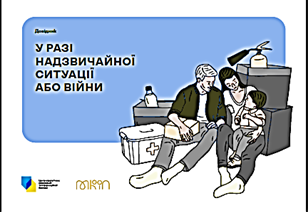 Довідник
У РАЗІ
НАДЗВИЧАЙНОЇ
СИТУАЦІЇ
АБО ВІЙНИ